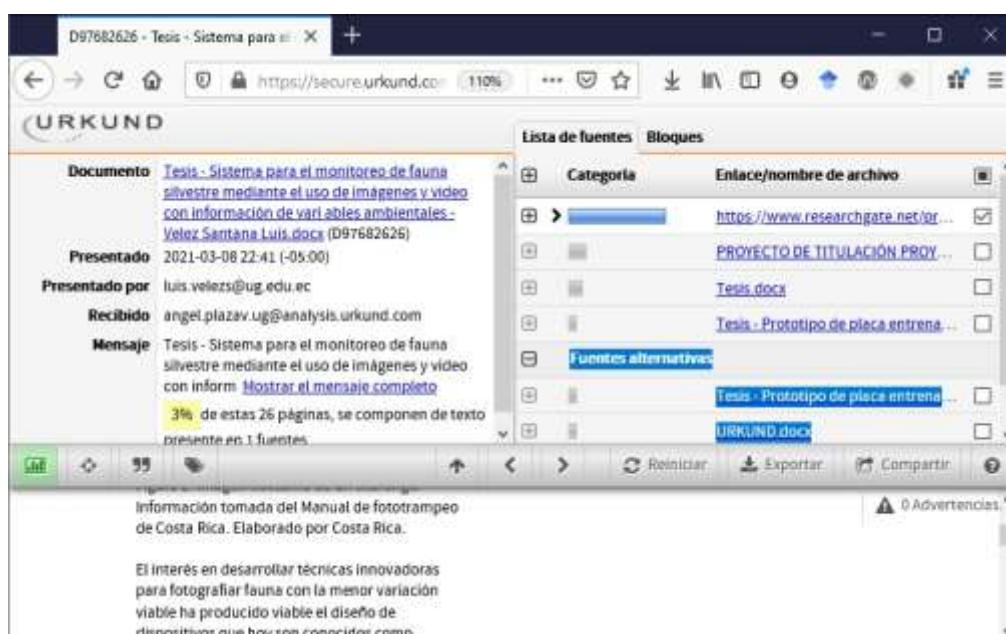 D97682626 - Tesis - Sistema para el
https://secure.urkund.co 110%
URKUND
Lista de fuentes Bloques
Documento Tesis - Sistema para el monitoreo de fauna
silvestre mediante el uso de imágenes y video
con información de vari ables ambientales -
Velez Santana Luis.docx (D97682626)
Presentado 2021-03-08 22:41 (-05:00)
Presentado por luis.velezs@ug.edu.ec
Recibido angel.plazav.ug@analysis.urkund.com
Mensaje Tesis - Sistema para el monitoreo de fauna
silvestre mediante el uso de imágenes y video
con inform Mostrar el mensaje completo
3% de estas 26 páginas, se componen de texto
presente en 1 fuentes
Categoría Enlace/nombre de archivo
https://www.researchgate.net/pr...
PROYECTO DE TITULACIÓN PROY...
Tesis.docx
Tesis - Prototipo de placa entrena...
Fuentes alternativas
Tesis - Prototipo de placa entrena...
URKUND.docx
Reiniciar Exportar Compartir
0 Advertencias.
Información tomada del Manual de fototrampeo
de Costa Rica. Elaborado por Costa Rica.
El interés en desarrollar técnicas innovadoras
para fotografiar fauna con la menor variación
viable ha producido viable el diseño de
dispositivos que hoy son conocidos como